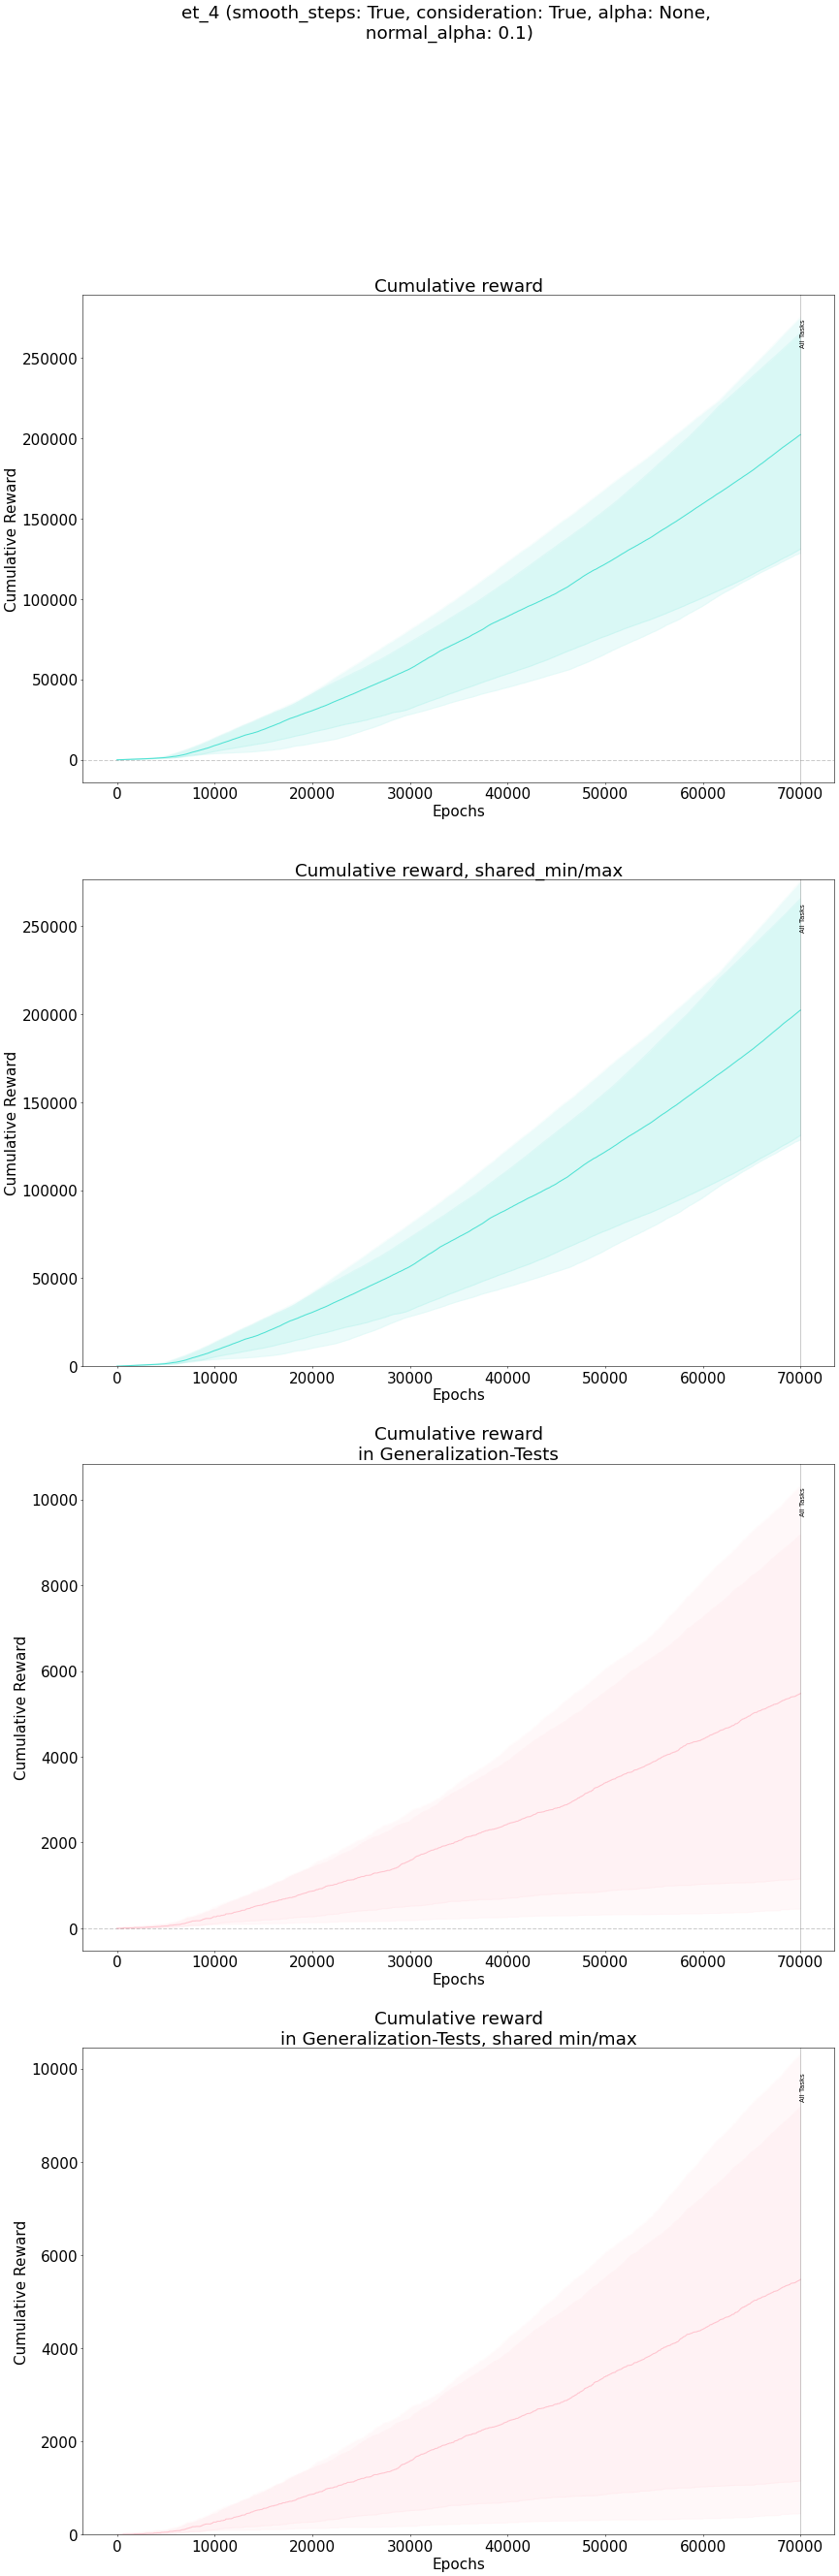 et_4 (smooth_steps: True, consideration: True, alpha: None,
normal_alpha: 0.1)
Cumulative reward
All Tasks
250000
200000
150000
100000
50000
0
Cumulative Reward
0 10000 20000 30000 40000 50000 60000 70000
Epochs
Cumulative reward, shared_min/max
All Tasks
250000
200000
150000
100000
50000
0
Cumulative Reward
0 10000 20000 30000 40000 50000 60000 70000
Epochs
Cumulative reward
in Generalization-Tests
All Tasks
10000
8000
6000
4000
2000
0
Cumulative Reward
0 10000 20000 30000 40000 50000 60000 70000
Epochs
Cumulative reward
in Generalization-Tests, shared min/max
All Tasks
10000
8000
6000
4000
2000
0
Cumulative Reward
0 10000 20000 30000 40000 50000 60000 70000
Epochs